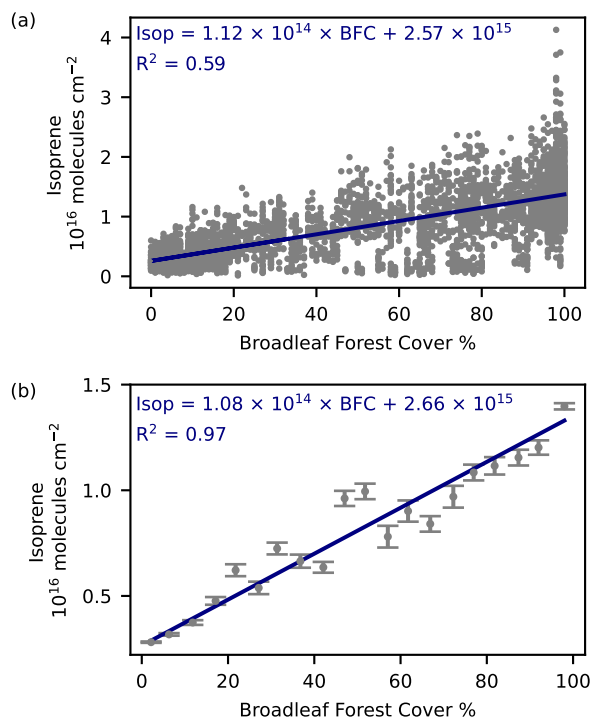 (a)
Isop = 1.12 × 10¹⁴ × BFC + 2.57 × 10¹⁵
R² = 0.59
Isoprene
10¹⁶ molecules cm⁻²
4
3
2
1
0
0 20 40 60 80 100
Broadleaf Forest Cover %
(b)
Isop = 1.08 × 10¹⁴ × BFC + 2.66 × 10¹⁵
R² = 0.97
Isoprene
10¹⁶ molecules cm⁻²
1.5
1.0
0.5
0 20 40 60 80 100
Broadleaf Forest Cover %